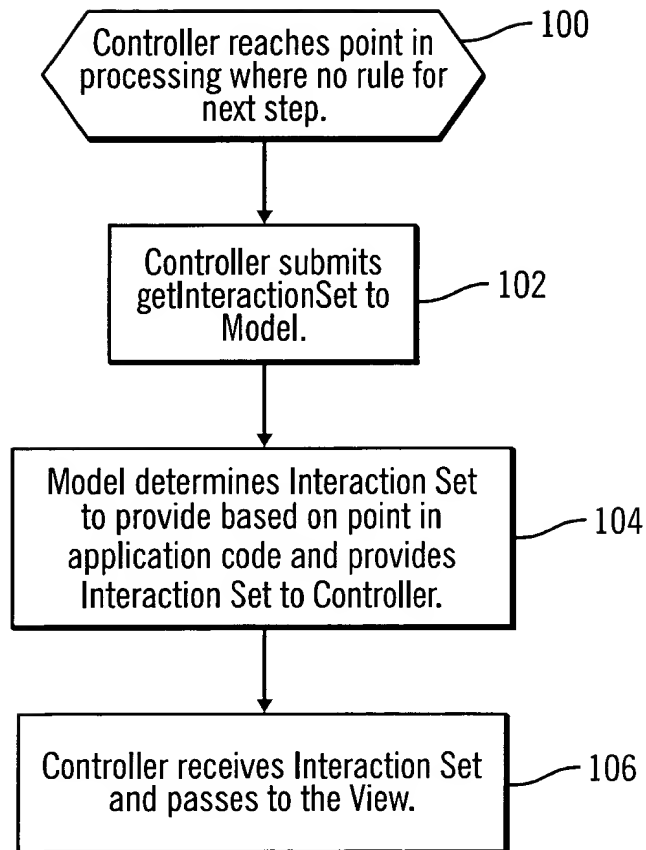 Controller reaches point in
processing where no rule for
next step.
100
Controller submits
getInteractionSet to
Model.
102
Model determines Interaction Set
to provide based on point in
application code and provides
Interaction Set to Controller.
104
Controller receives Interaction Set
and passes to the View.
106